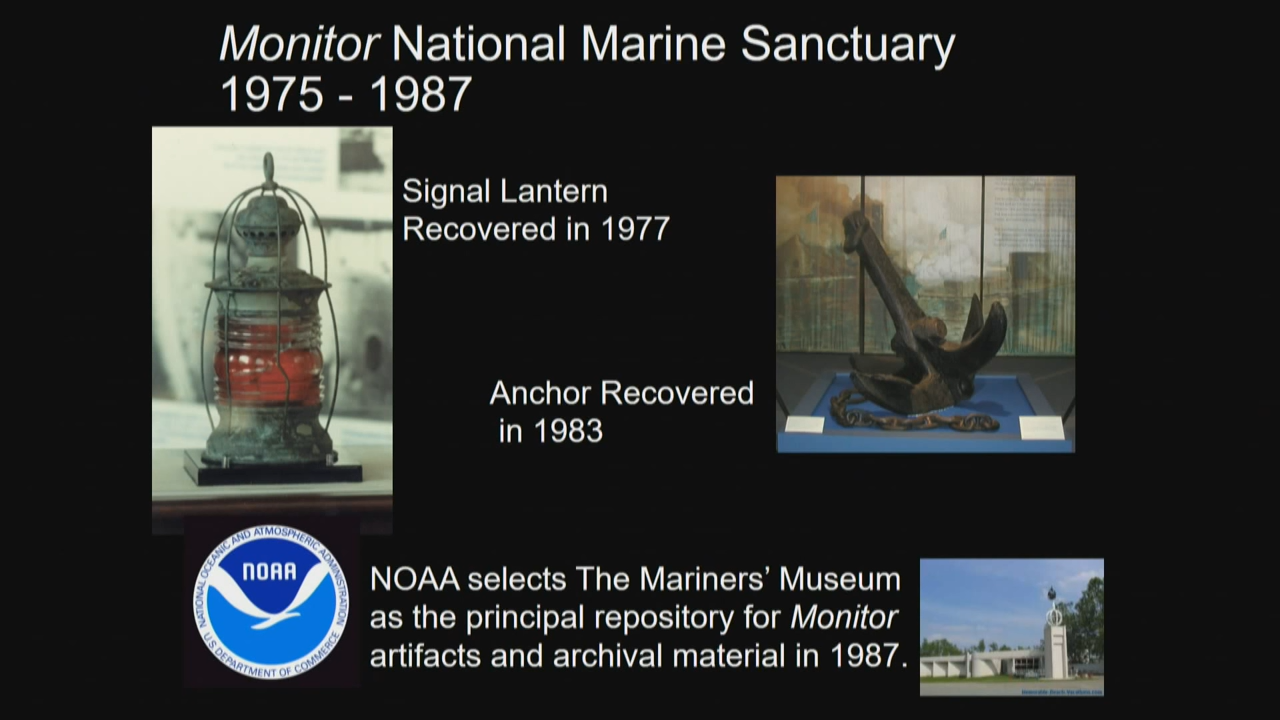 Monitor National Marine Sanctuary
1975 - 1987
Signal Lantern
Recovered in 1977
Anchor Recovered
in 1983
NATIONAL OCEANIC AND ATMOSPHERIC ADMINISTRATION
NOAA
U.S. DEPARTMENT OF COMMERCE
NOAA selects The Mariners’ Museum
as the principal repository for Monitor
artifacts and archival material in 1987.